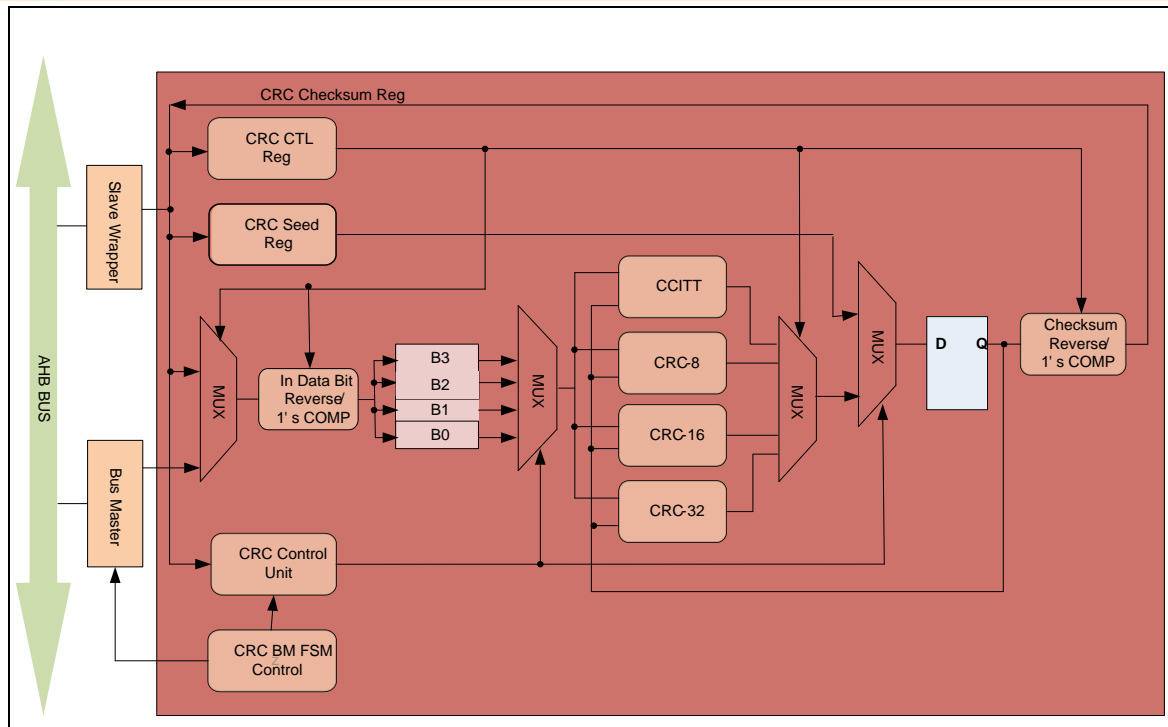 CRC Checksum Reg
CRC CTL
Reg
CRC Seed
Reg
Slave Wrapper
AHB BUS
Bus Master
MUX
In Data Bit
Reverse/
1' s COMP
B3
B2
B1
B0
MUX
CCITT
CRC-8
CRC-16
CRC-32
MUX
MUX
D
Q
Checksum
Reverse/
1' s COMP
CRC Control
Unit
CRC BM FSM
Z
Control